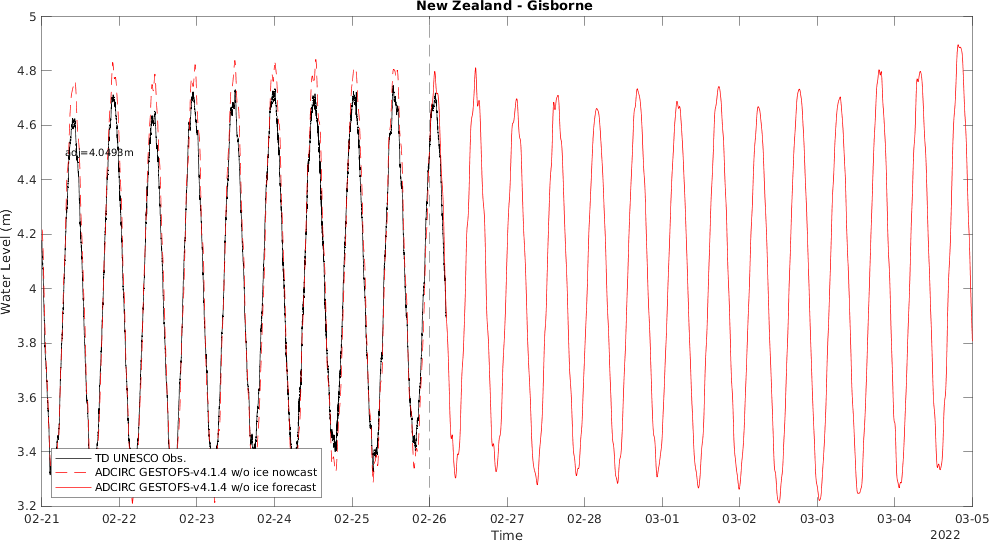 New Zealand - Gisborne
5
4.8
4.6
4.4
4.2
4
3.8
3.6
3.4
3.2
Water Level (m)
adj=4.0493m
TD UNESCO Obs.
ADCIRC GESTOFS-v4.1.4 w/o ice nowcast
ADCIRC GESTOFS-v4.1.4 w/o ice forecast
02-21 02-22 02-23 02-24 02-25 02-26 02-27 02-28 03-01 03-02 03-03 03-04 03-05
Time
2022